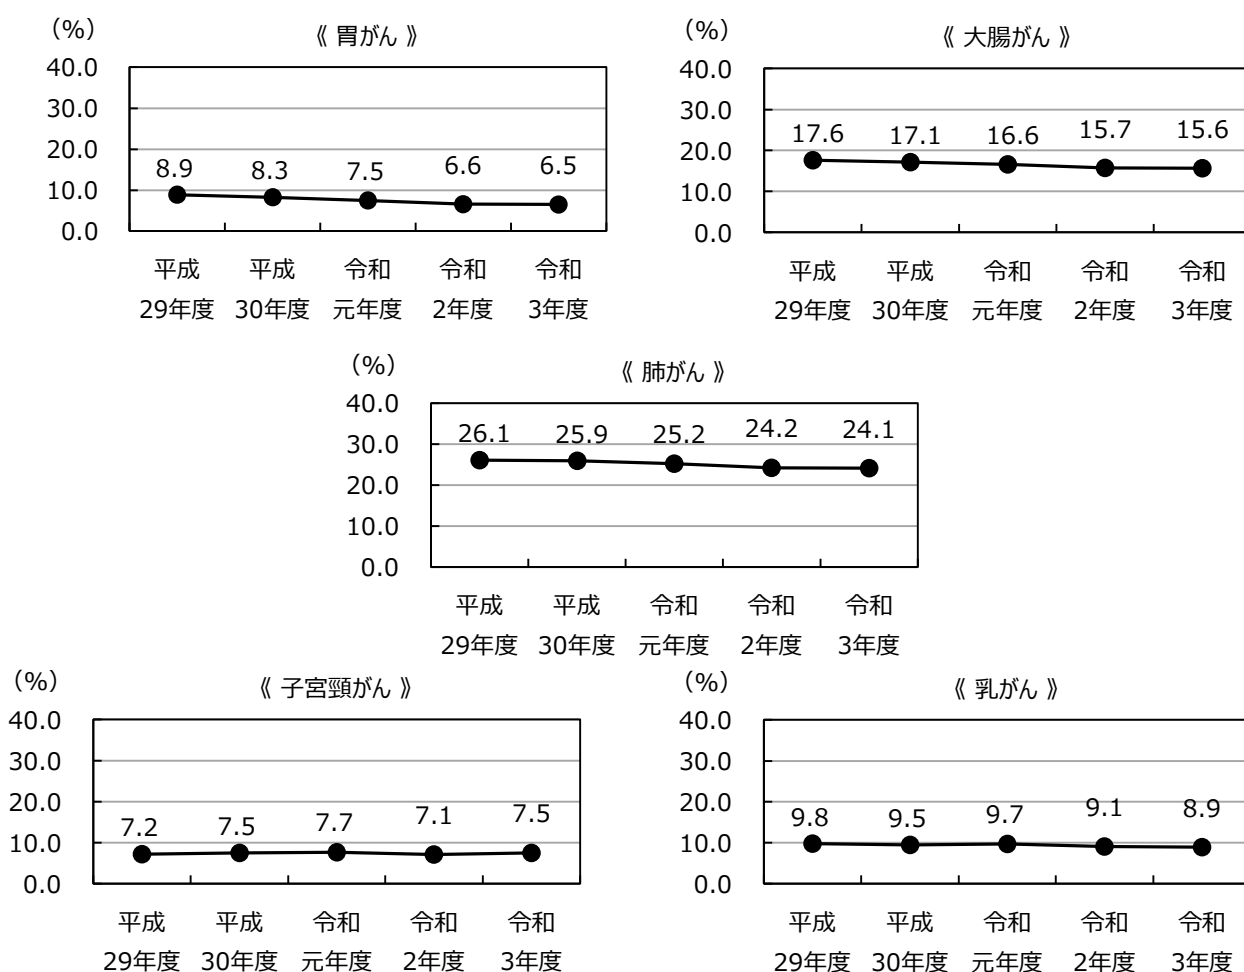 (%)
《 胃がん 》
40.0
30.0
20.0
10.0
0.0
8.9 8.3 7.5 6.6 6.5
平成 平成 令和 令和 令和
29年度 30年度 元年度 2年度 3年度
《 大腸がん 》
40.0
30.0
20.0
10.0
0.0
17.6 17.1 16.6 15.7 15.6
平成 平成 令和 令和 令和
29年度 30年度 元年度 2年度 3年度
(%)
《 肺がん 》
40.0
30.0
20.0
10.0
0.0
26.1 25.9 25.2 24.2 24.1
平成 平成 令和 令和 令和
29年度 30年度 元年度 2年度 3年度
(%)
《 子宮頸がん 》
40.0
30.0
20.0
10.0
0.0
7.2 7.5 7.7 7.1 7.5
平成 平成 令和 令和 令和
29年度 30年度 元年度 2年度 3年度
(%)
《 乳がん 》
40.0
30.0
20.0
10.0
0.0
9.8 9.5 9.7 9.1 8.9
平成 平成 令和 令和 令和
29年度 30年度 元年度 2年度 3年度
(%)